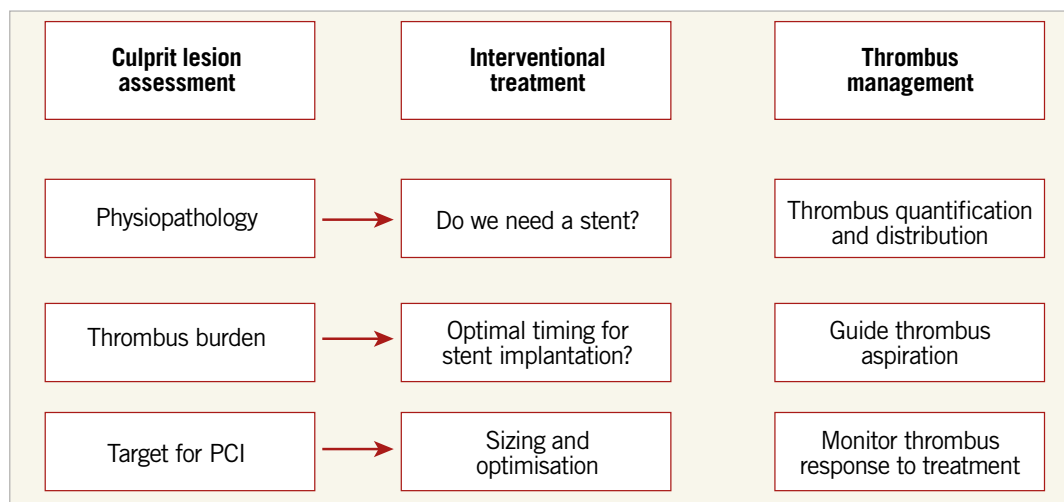 Culprit lesion
assessment
Interventional
treatment
Thrombus
management
Physiopathology
Do we need a stent?
Thrombus quantification
and distribution
Thrombus burden
Optimal timing for
stent implantation?
Guide thrombus
aspiration
Target for PCI
Sizing and
optimisation
Monitor thrombus
response to treatment